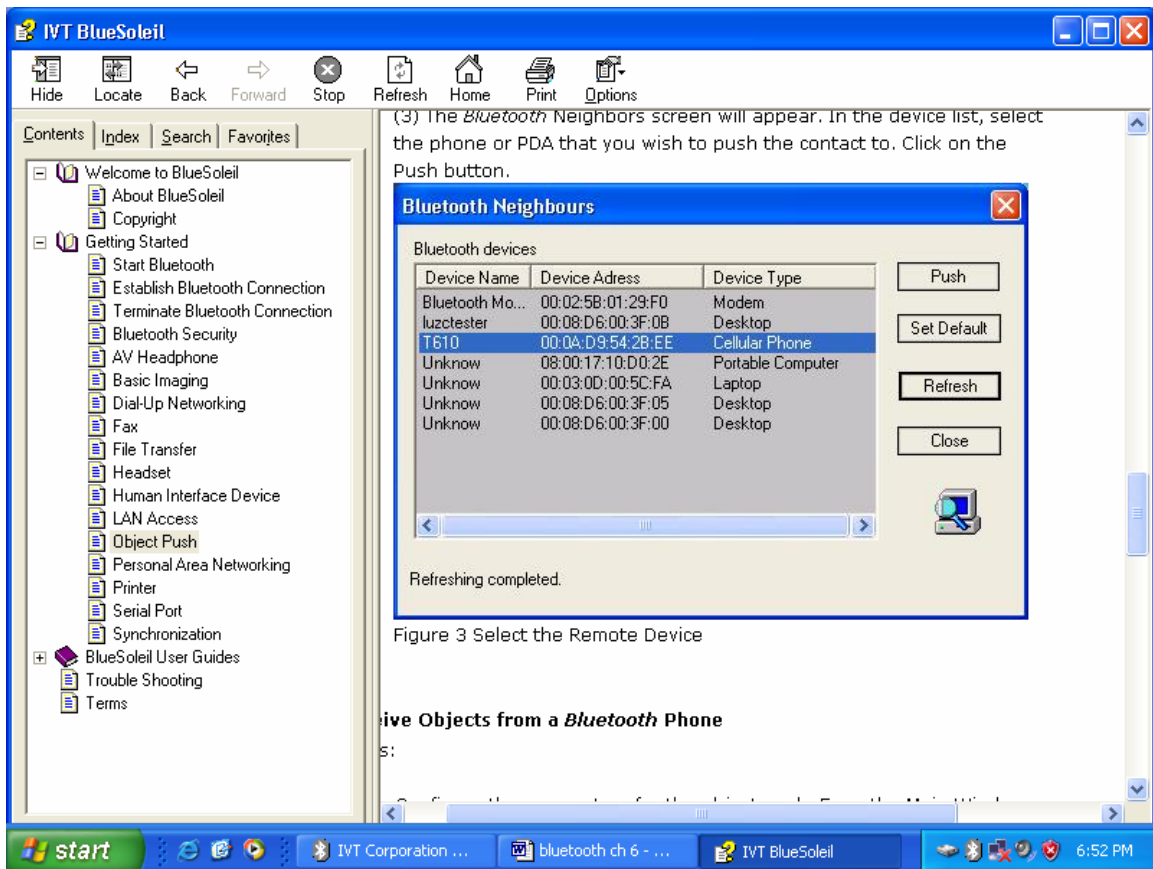 IVT BlueSoleil
Hide Locate Back Forward Stop Refresh Home Print Options
Contents Index Search Favorites
Welcome to BlueSoleil
About BlueSoleil
Copyright
Getting Started
Start Bluetooth
Establish Bluetooth Connection
Terminate Bluetooth Connection
Bluetooth Security
AV Headphone
Basic Imaging
Dial-Up Networking
Fax
File Transfer
Headset
Human Interface Device
LAN Access
Object Push
Personal Area Networking
Printer
Serial Port
Synchronization
BlueSoleil User Guides
Trouble Shooting
Terms
(3) The Bluetooth Neighbors screen will appear. In the device list, select
the phone or PDA that you wish to push the contact to. Click on the
Push button.
Bluetooth Neighbours
Bluetooth devices
Device Name Device Adress Device Type
Bluetooth Mo... 00:02:5B:01:29:F0 Modem
luzctester 00:08:D6:00:3F:0B Desktop
T610 00:0A:D9:54:2B:EE Cellular Phone
Unknow 08:00:17:10:D0:2E Portable Computer
Unknow 00:03:0D:00:5C:FA Laptop
Unknow 00:08:D6:00:3F:05 Desktop
Unknow 00:08:D6:00:3F:00 Desktop
Push
Set Default
Refresh
Close
Refreshing completed.
Figure 3 Select the Remote Device
ive Objects from a Bluetooth Phone
s:
start IVT Corporation ... bluetooth ch 6 - ... IVT BlueSoleil 6:52 PM